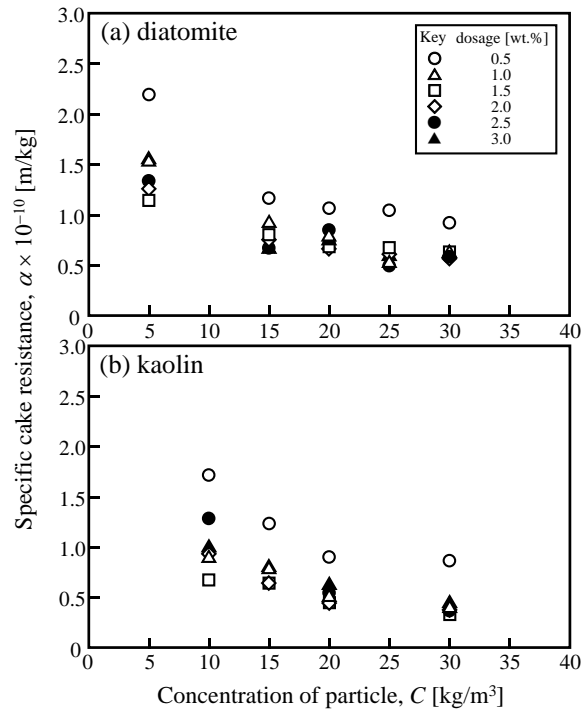 Specific cake resistance, α × 10⁻¹⁰ [m/kg]
(a) diatomite
Key dosage [wt.%]
0.5
1.0
1.5
2.0
2.5
3.0
3.0
2.5
2.0
1.5
1.0
0.5
0
0 5 10 15 20 25 30 35 40
(b) kaolin
3.0
2.5
2.0
1.5
1.0
0.5
0
0 5 10 15 20 25 30 35 40
Concentration of particle, C [kg/m³]